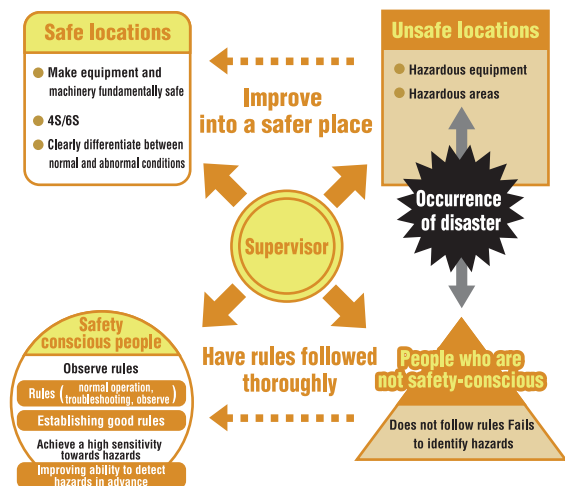 Safe locations
Make equipment and
machinery fundamentally safe
4S/6S
Clearly differentiate between
normal and abnormal conditions
Improve
into a safer place
Unsafe locations
Hazardous equipment
Hazardous areas
Occurrence
of disaster
Supervisor
Safety
conscious people
Observe rules
Rules ( normal operation,
troubleshooting, observe )
Establishing good rules
Achieve a high sensitivity
towards hazards
Improving ability to detect
hazards in advance
Have rules followed
thoroughly
People who are
not safety-conscious
Does not follow rules Fails
to identify hazards